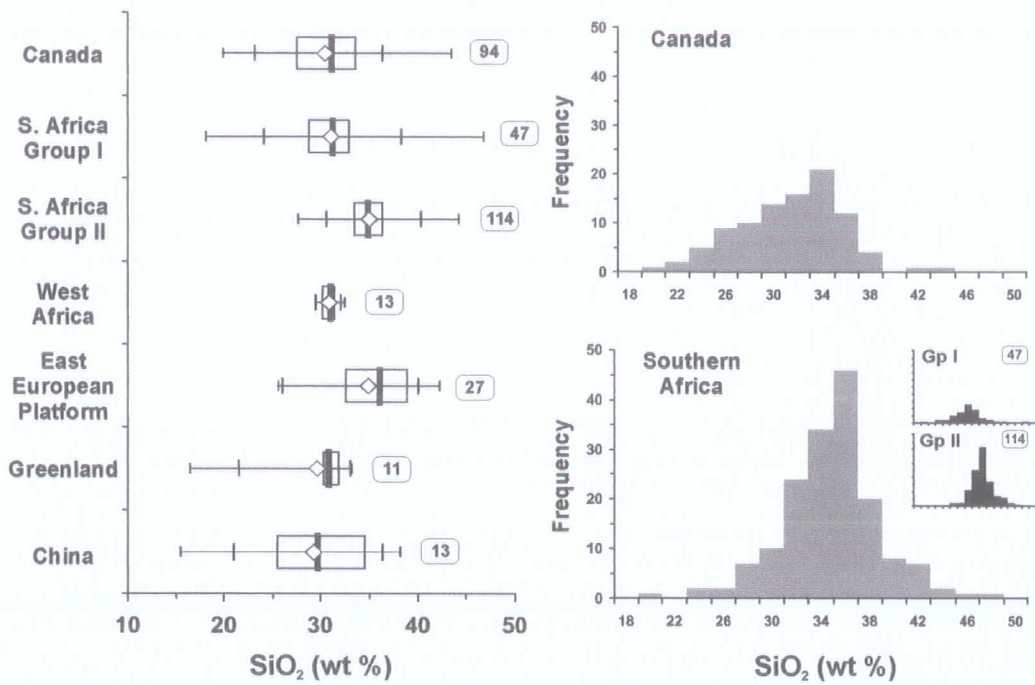 Canada
94
S. Africa
Group I
47
S. Africa
Group II
114
West
Africa
13
East
European
Platform
27
Greenland
11
China
13
10 20 30 40 50
SiO₂ (wt %)
Canada
Frequency
50
40
30
20
10
0
18 22 26 30 34 38 42 46 50
Southern
Africa
Frequency
50
40
30
20
10
0
18 22 26 30 34 38 42 46 50
SiO₂ (wt %)
Gp I
47
Gp II
114